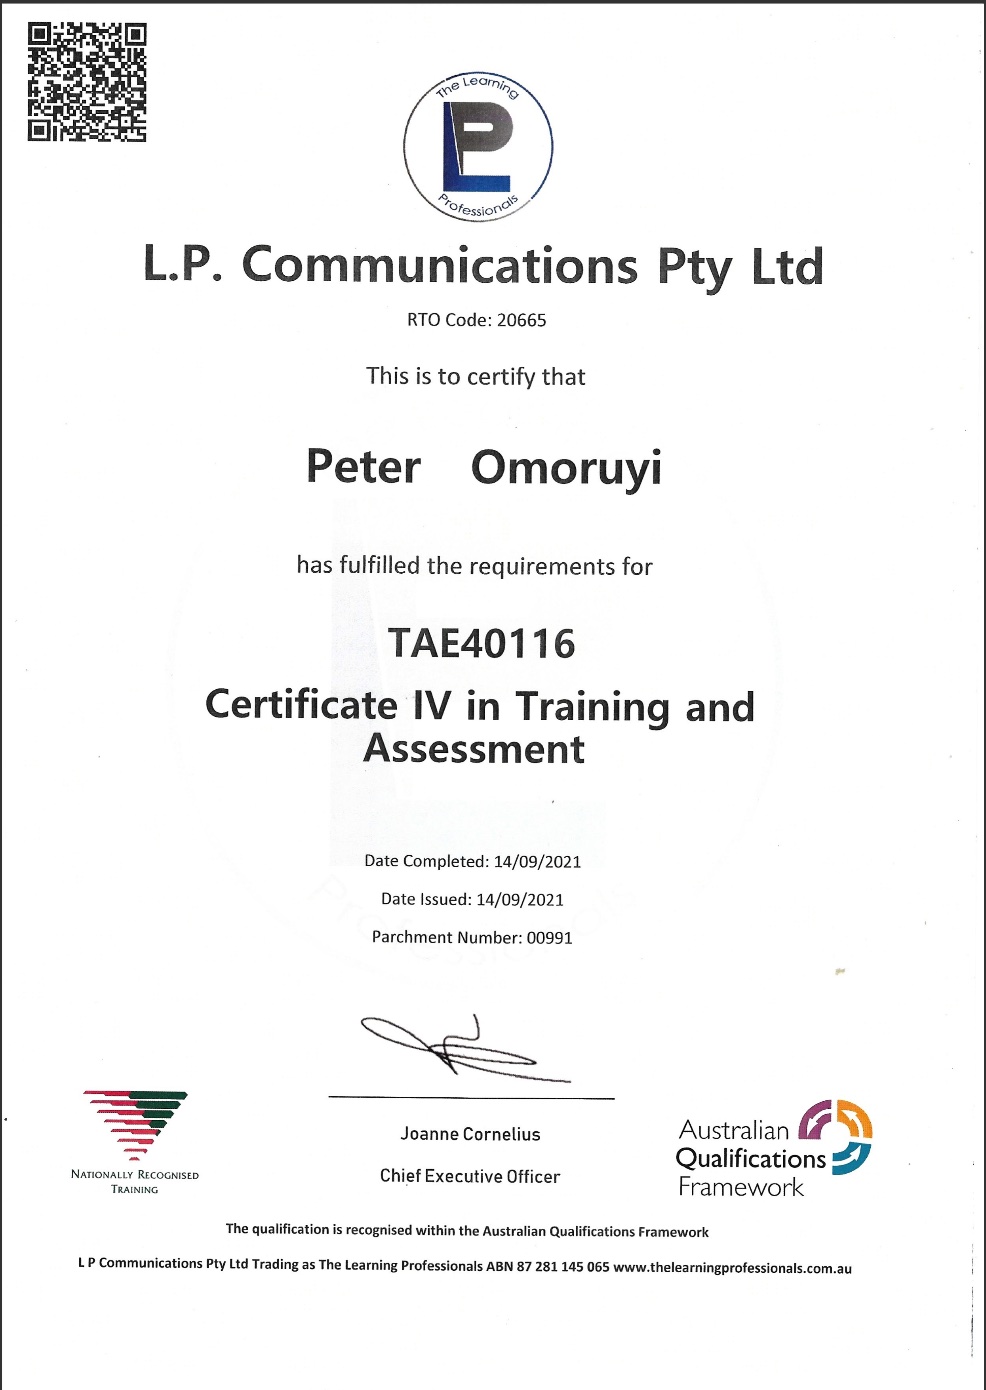 The Learning
LP
Professionals
L.P. Communications Pty Ltd
RTO Code: 20665
This is to certify that
Peter Omoruyi
has fulfilled the requirements for
TAE40116
Certificate IV in Training and
Assessment
Date Completed: 14/09/2021
Date Issued: 14/09/2021
Parchment Number: 00991
Professionals
Joanne Cornelius
Chief Executive Officer
NATIONALLY RECOGNISED
TRAINING
Australian
Qualifications
Framework
The qualification is recognised within the Australian Qualifications Framework
L P Communications Pty Ltd Trading as The Learning Professionals ABN 87 281 145 065 www.thelearningprofessionals.com.au